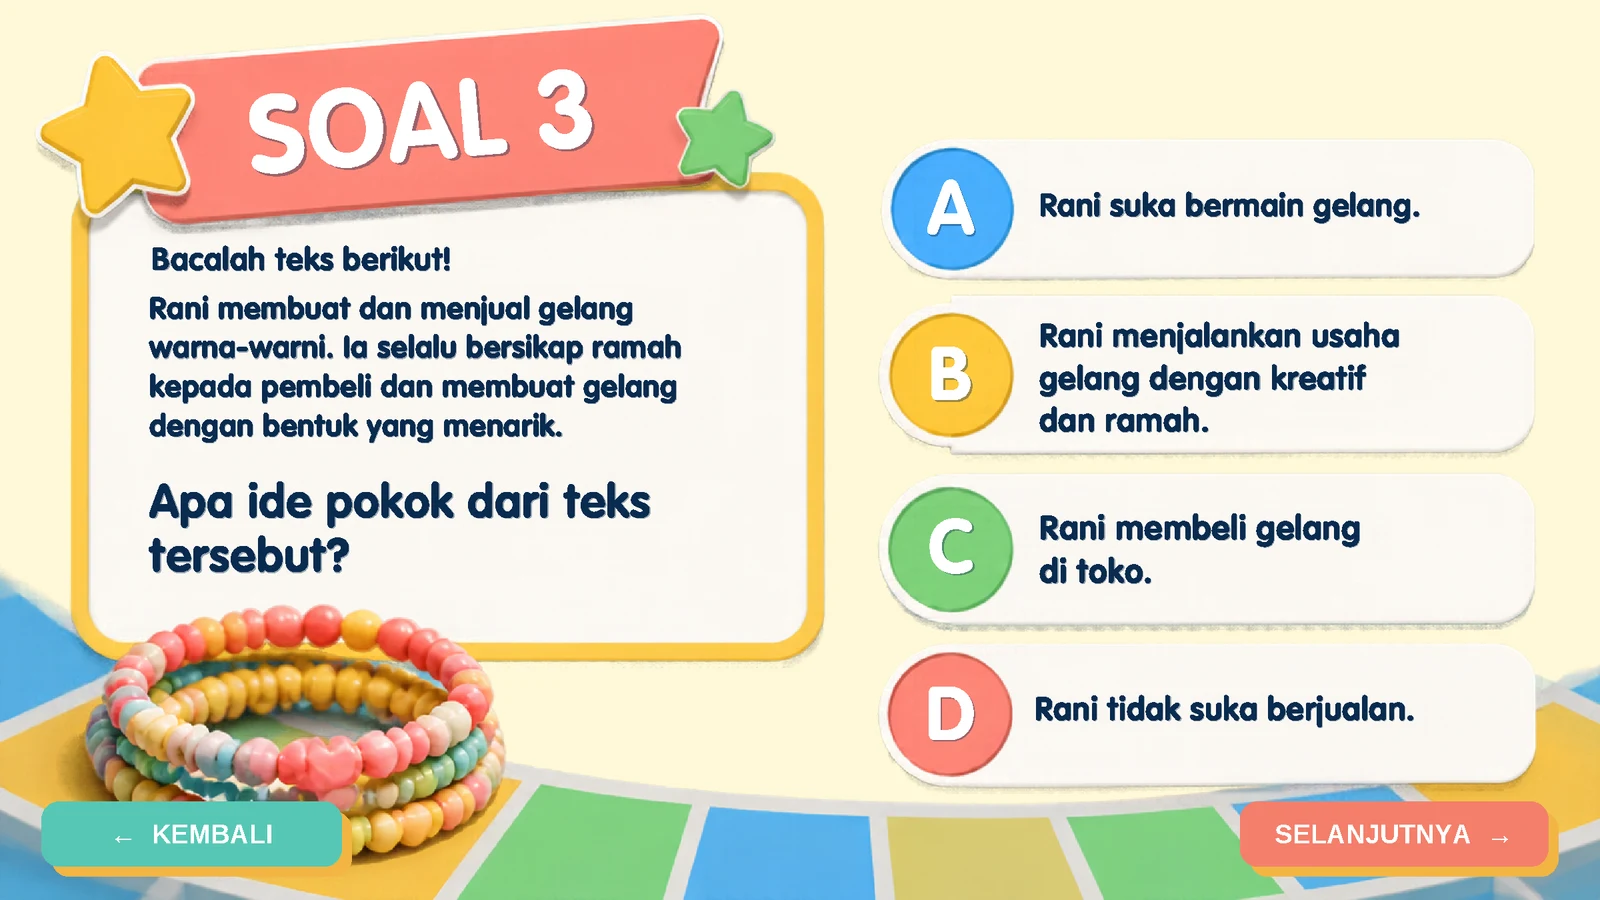 SOAL 3
Bacalah teks berikut!
Rani membuat dan menjual gelang
warna-warni. Ia selalu bersikap ramah
kepada pembeli dan membuat gelang
dengan bentuk yang menarik.
Apa ide pokok dari teks
tersebut?
A
Rani suka bermain gelang.
B
Rani menjalankan usaha
gelang dengan kreatif
dan ramah.
C
Rani membeli gelang
di toko.
D
Rani tidak suka berjualan.
← KEMBALI
SELANJUTNYA →